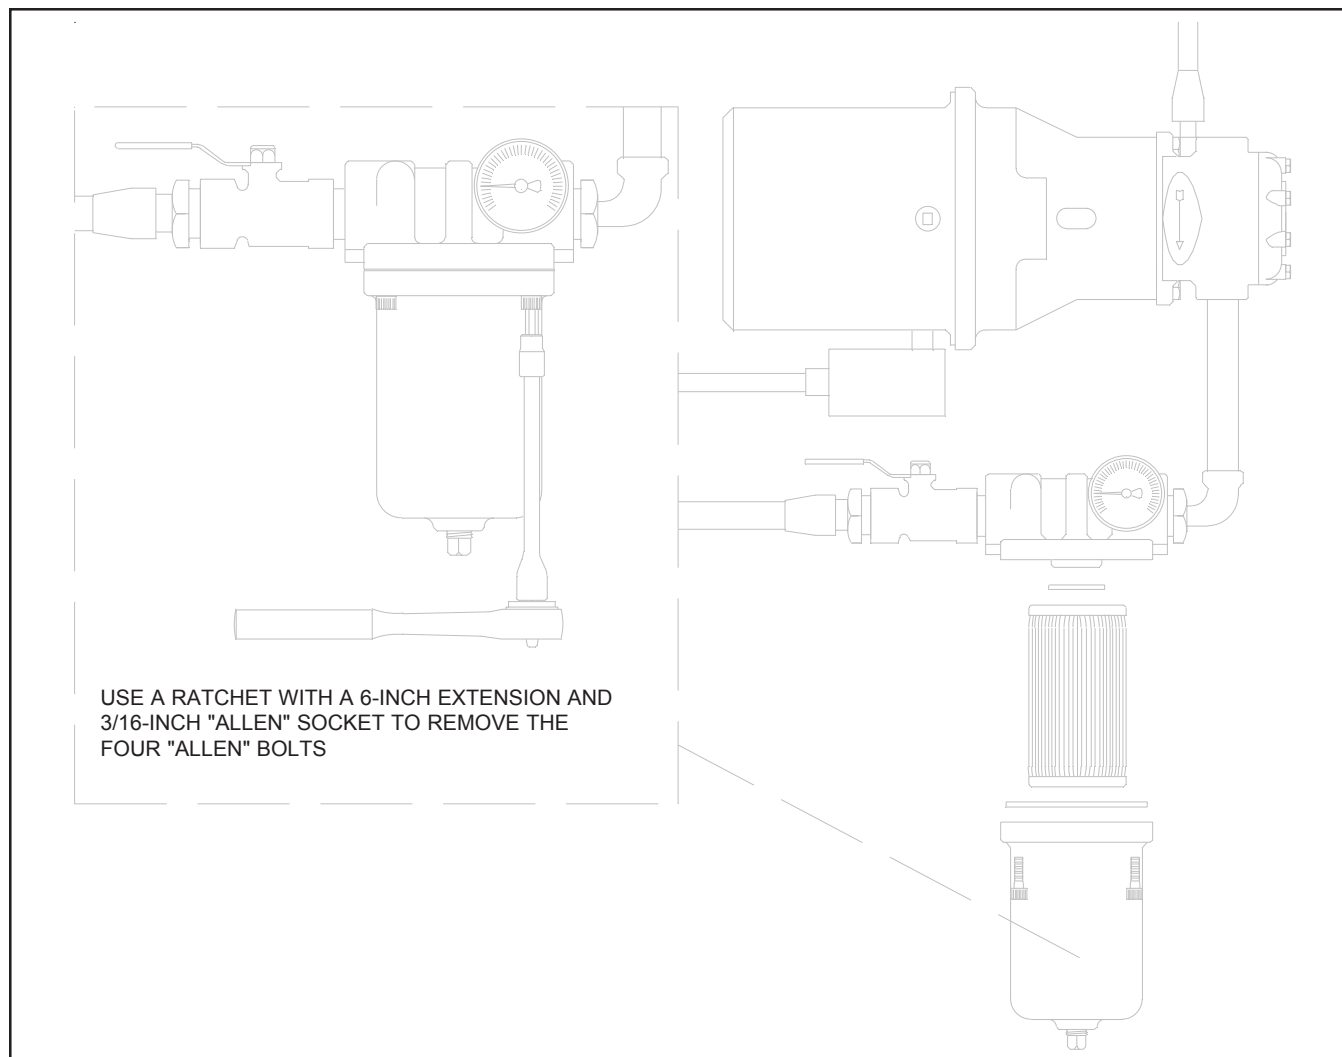 USE A RATCHET WITH A 6-INCH EXTENSION AND
3/16-INCH "ALLEN" SOCKET TO REMOVE THE
FOUR "ALLEN" BOLTS